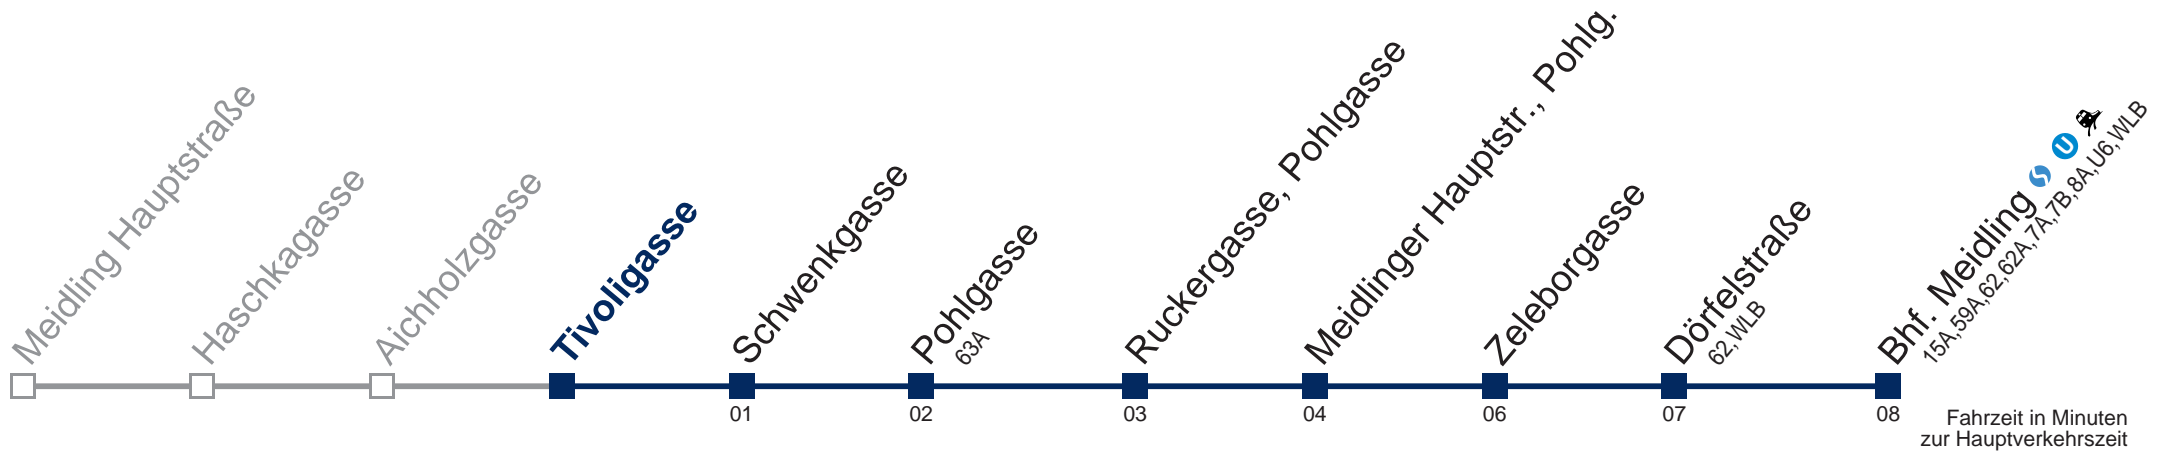 Meidling Hauptstraße
Haschkagasse
Aichholzgasse
Tivoligasse
Schwenkgasse
Pohlgasse
63A
Ruckergasse, Pohlgasse
Meidlinger Hauptstr., Pohlg.
Zeleborgasse
Dörfelstraße
62,WLB
Bhf. Meidling
U
15A,59A,62,62A,7A,7B,8A,U6,WLB
01
02
03
04
06
07
08
Fahrzeit in Minuten
zur Hauptverkehrszeit